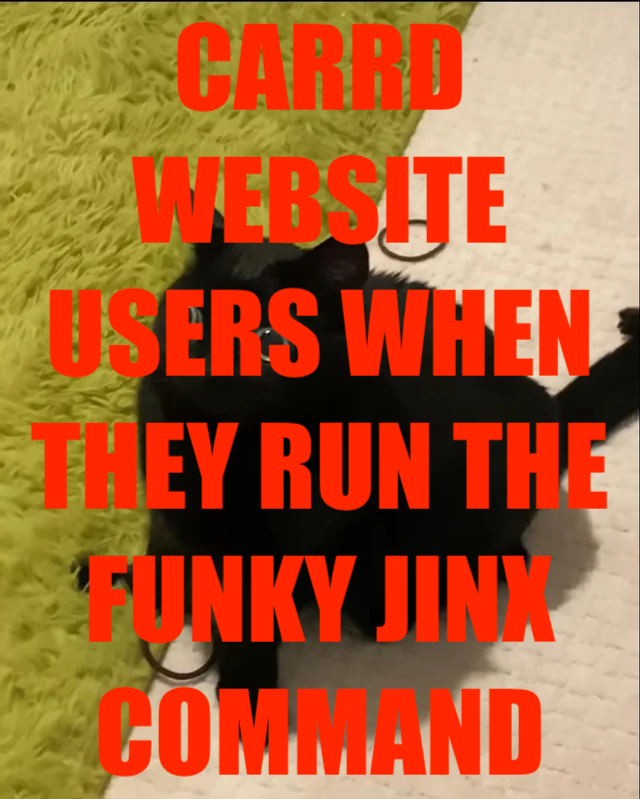 CARRD
WEBSITE
USERS WHEN
THEY RUN THE
FUNKY JINX
COMMAND